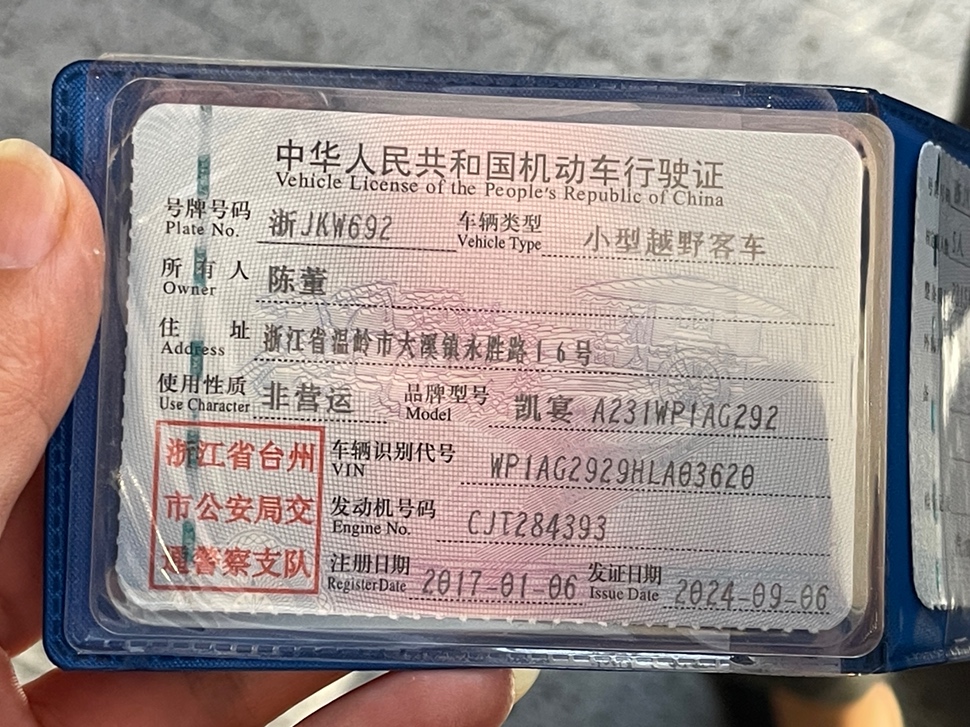 中华人民共和国机动车行驶证
Vehicle License of the People's Republic of China
号牌号码 浙JKW692 车辆类型 小型越野客车
Plate No. Vehicle Type
所有人 陈董
Owner
住址 浙江省温岭市大溪镇永胜路16号
Address
使用性质 非营运 品牌型号 凯宴 A231WP1AG292
Use Character Model
浙江省台州 车辆识别代号 WP1AG2929HLA03620
VIN
市公安局交 发动机号码 CJT284393
Engine No.
通警察支队 注册日期 2017-01-06 发证日期 2024-09-06
Register Date Issue Date